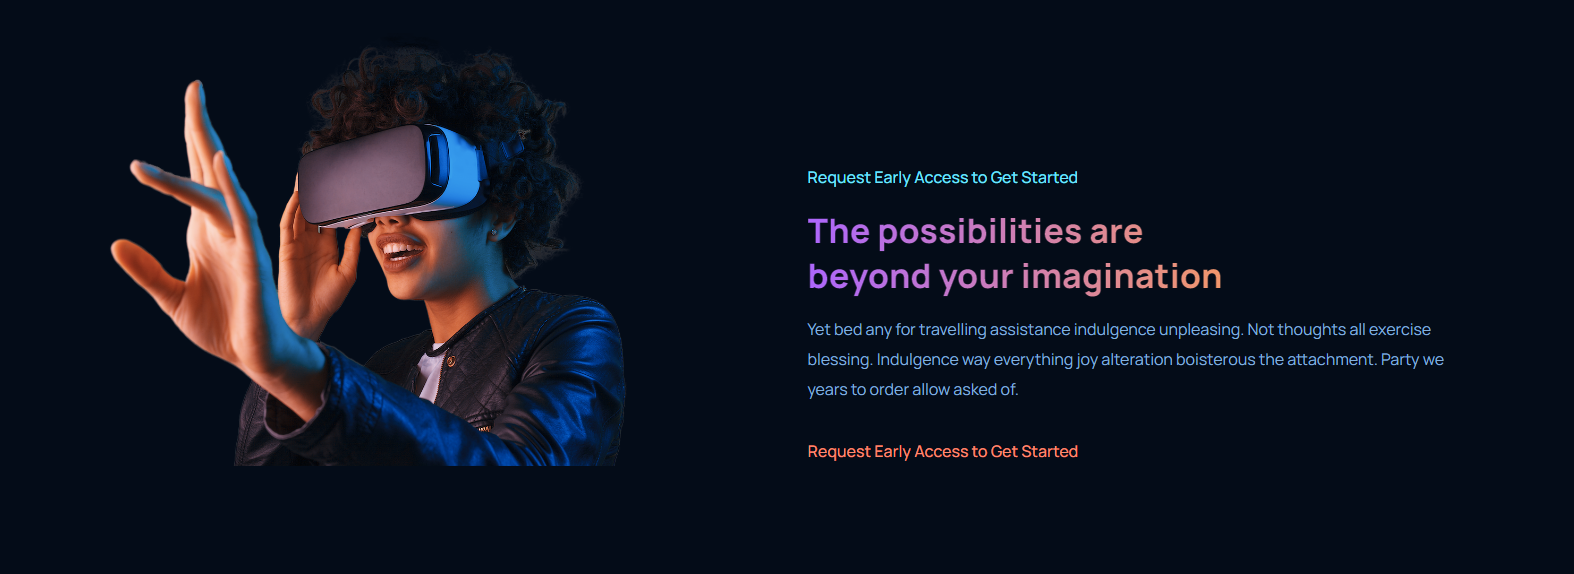 Request Early Access to Get Started
The possibilities are
beyond your imagination
Yet bed any for travelling assistance indulgence unpleasing. Not thoughts all exercise
blessing. Indulgence way everything joy alteration boisterous the attachment. Party we
years to order allow asked of.
Request Early Access to Get Started